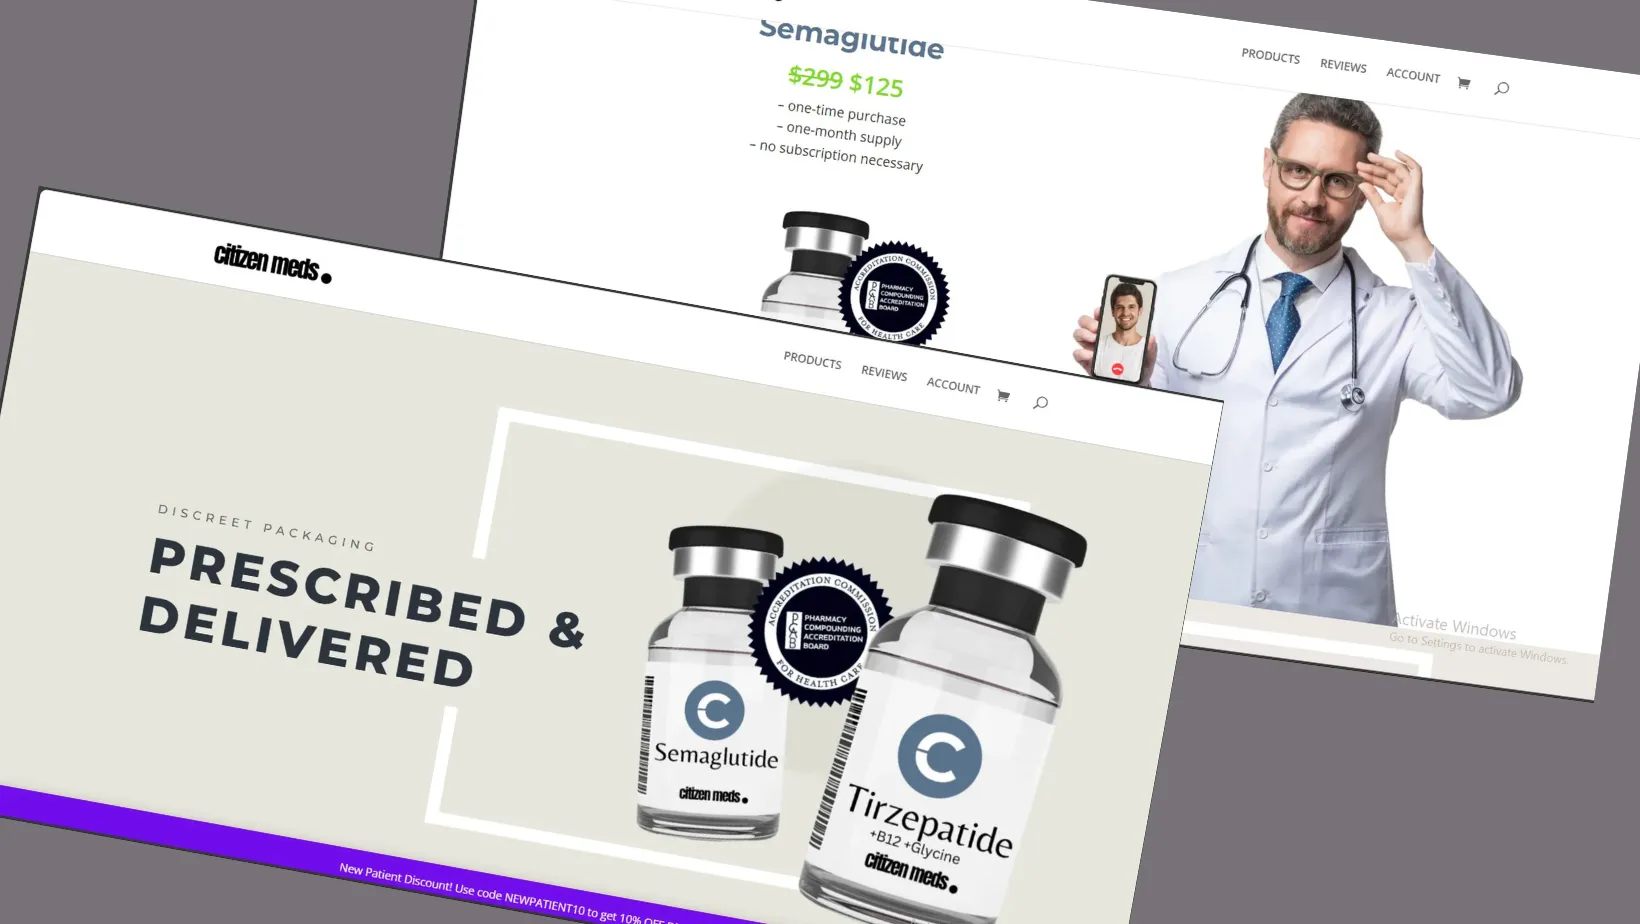 Semaglutide
$299 $125
– one-time purchase
– one-month supply
– no subscription necessary
PRODUCTS
REVIEWS
ACCOUNT
ACCREDITATION COMMISSION
PHARMACY
COMPOUNDING
ACCREDITATION
BOARD
FOR HEALTH CARE
Activate Windows
Go to Settings to activate Windows.
citizen meds.
PRODUCTS
REVIEWS
ACCOUNT
DISCREET PACKAGING
PRESCRIBED &
DELIVERED
ACCREDITATION COMMISSION
PCAB
PHARMACY
COMPOUNDING
ACCREDITATION
BOARD
FOR HEALTH CARE
C
Semaglutide
citizen meds.
C
Tirzepatide
+B12 +Glycine
citizen meds.
New Patient Discount! Use code NEWPATIENT10 to get 10% OFF